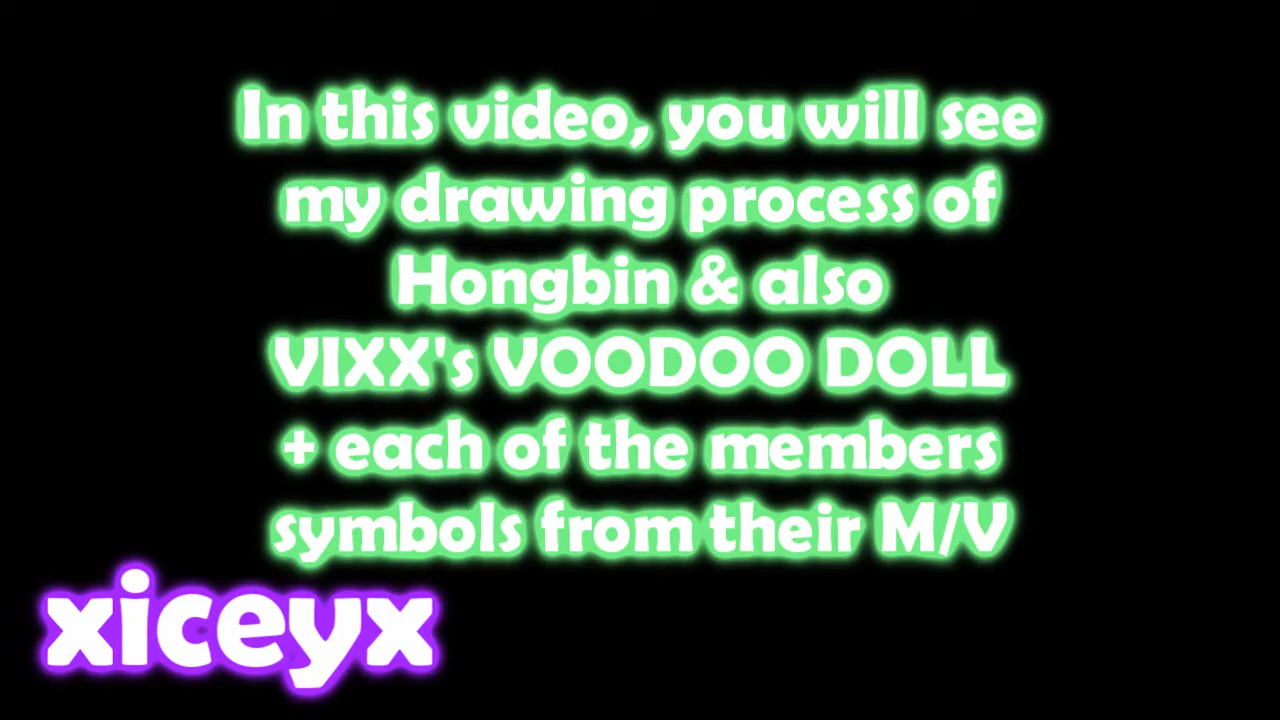 In this video, you will see
my drawing process of
Hongbin & also
VIXX's VOODOO DOLL
+ each of the members
symbols from their M/V
xiceyx